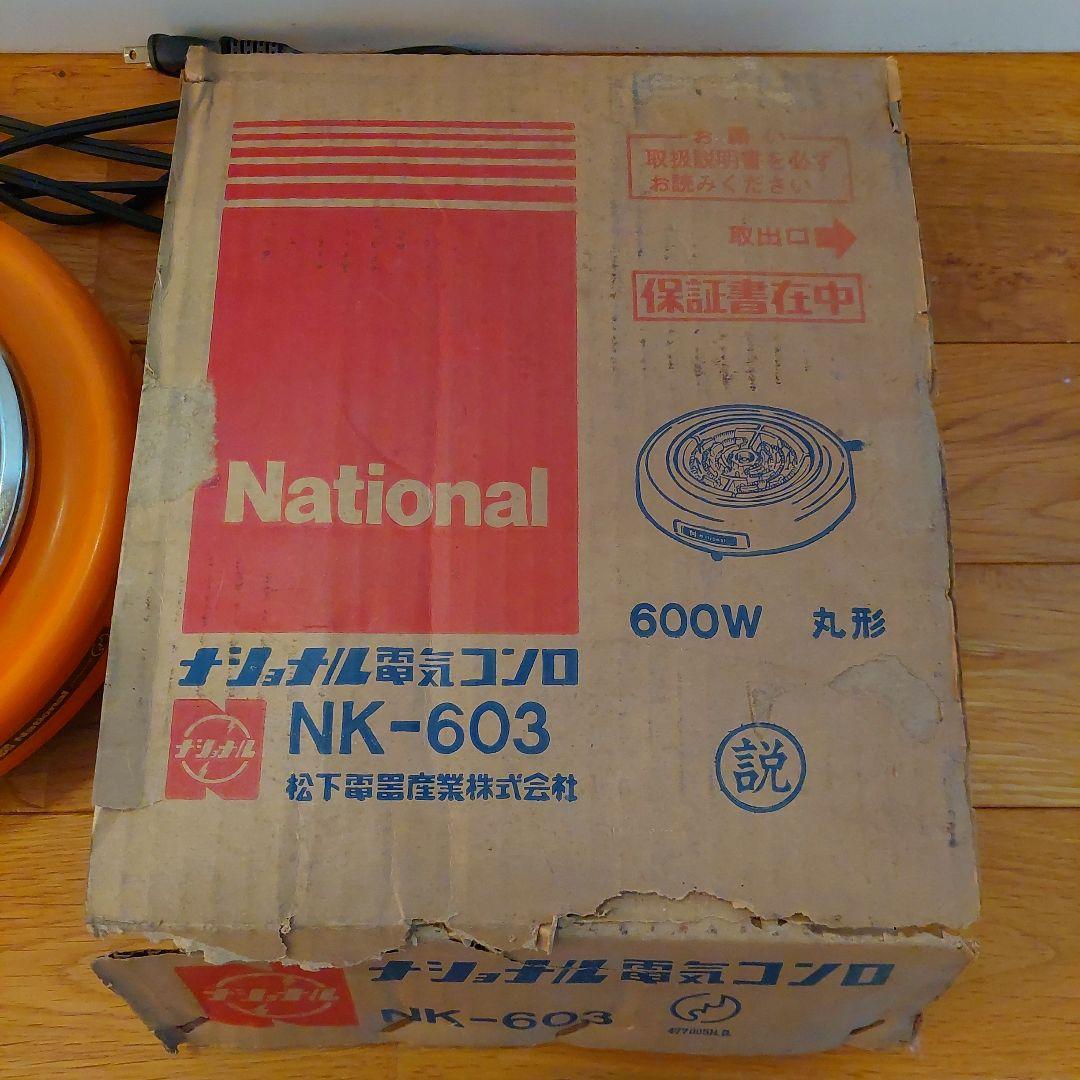 お願い
取扱説明書を必ず
お読みください
取出口
保証書在中
National
National
600W 丸形
ナショナル電気コンロ
NK-603
ナショナル
松下電器産業株式会社
説
National
ナショナル電気コンロ
ナショナル
NK-603